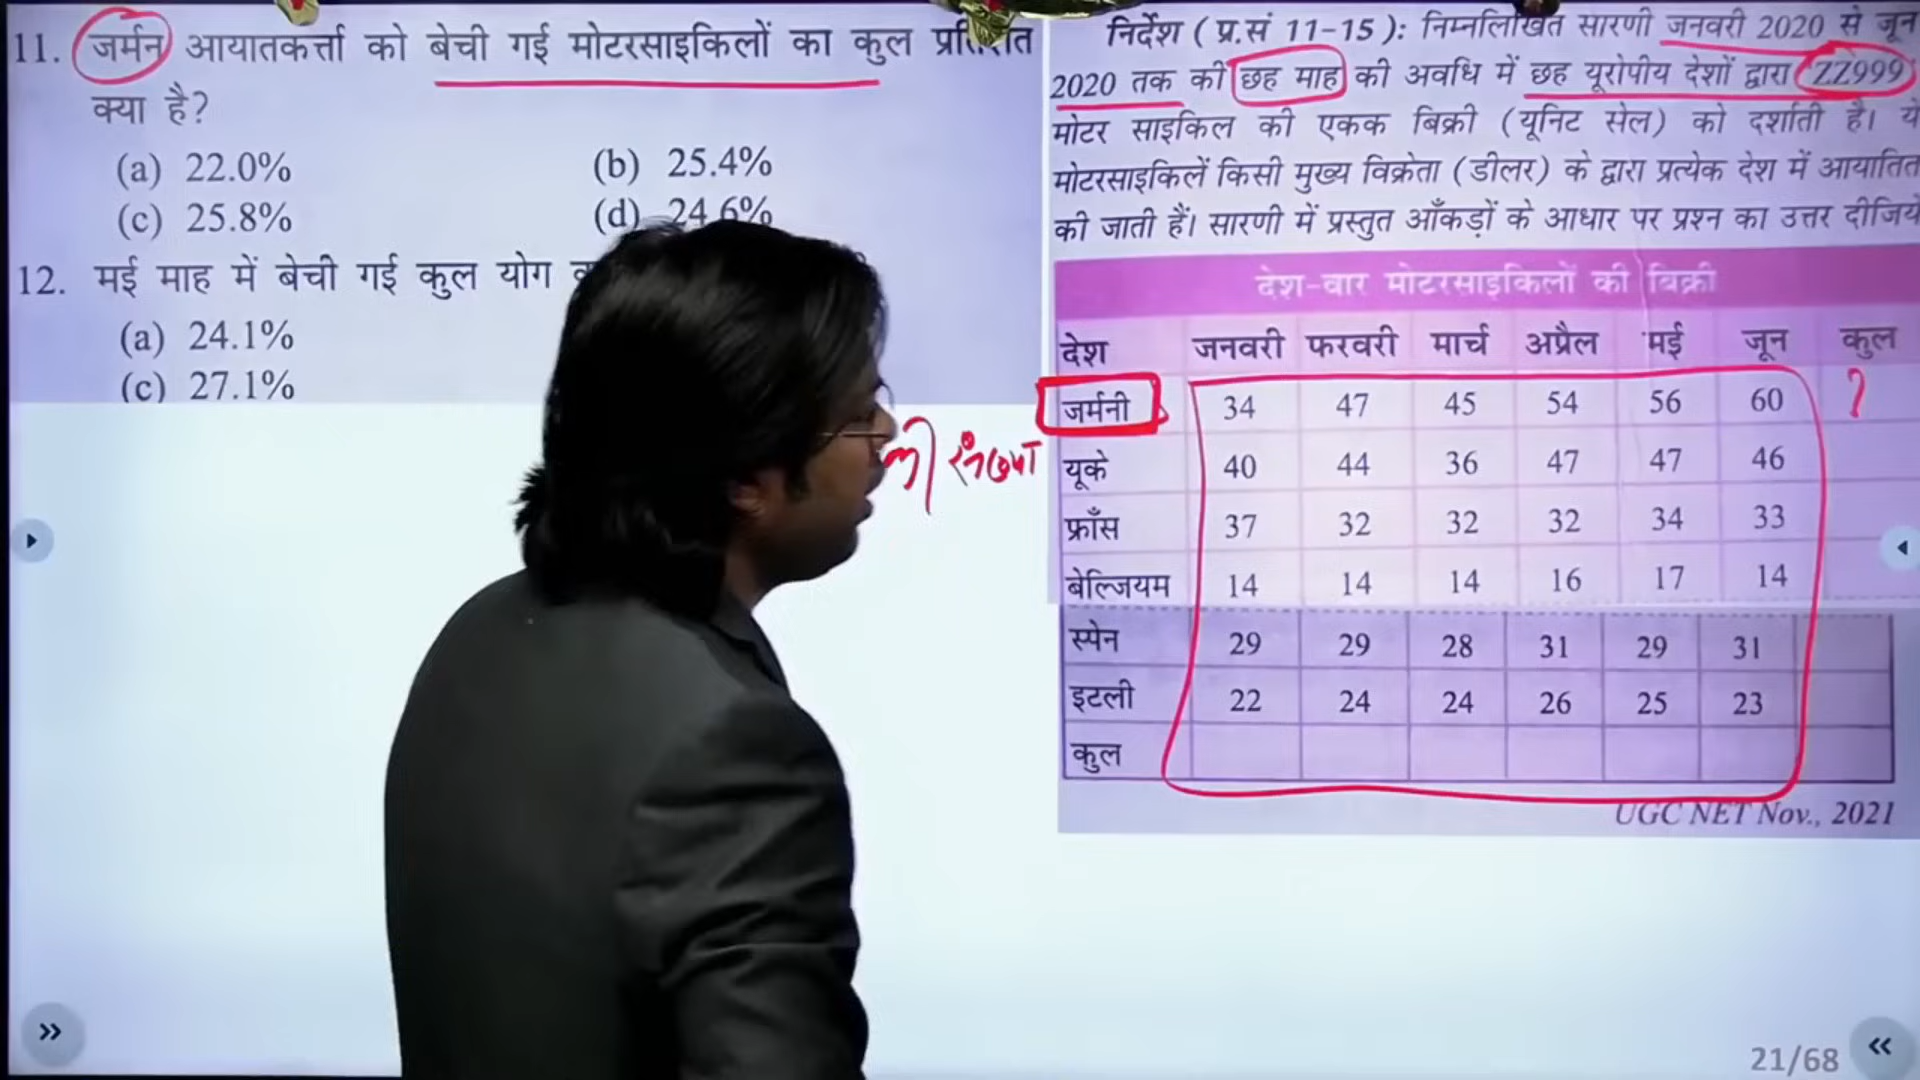 11. जर्मन आयातकर्त्ता को बेची गई मोटरसाइकिलों का कुल प्रतिशत
क्या है?
(a) 22.0% (b) 25.4%
(c) 25.8% (d) 24.6%
12. मई माह में बेची गई कुल योग
(a) 24.1%
(c) 27.1%
संख्या
निर्देश ( प्र.सं 11-15 ): निम्नलिखित सारणी जनवरी 2020 से जून
2020 तक की छह माह की अवधि में छह यूरोपीय देशों द्वारा ZZ999
मोटर साइकिल की एकक बिक्री (यूनिट सेल) को दर्शाती है। ये
मोटरसाइकिलें किसी मुख्य विक्रेता (डीलर) के द्वारा प्रत्येक देश में आयातित
की जाती हैं। सारणी में प्रस्तुत आँकड़ों के आधार पर प्रश्न का उत्तर दीजिये
देश-वार मोटरसाइकिलों की बिक्री
देश जनवरी फरवरी मार्च अप्रैल मई जून कुल
जर्मनी 34 47 45 54 56 60 ?
यूके 40 44 36 47 47 46
फ्राँस 37 32 32 32 34 33
बेल्जियम 14 14 14 16 17 14
स्पेन 29 29 28 31 29 31
इटली 22 24 24 26 25 23
कुल
UGC NET Nov., 2021
21/68